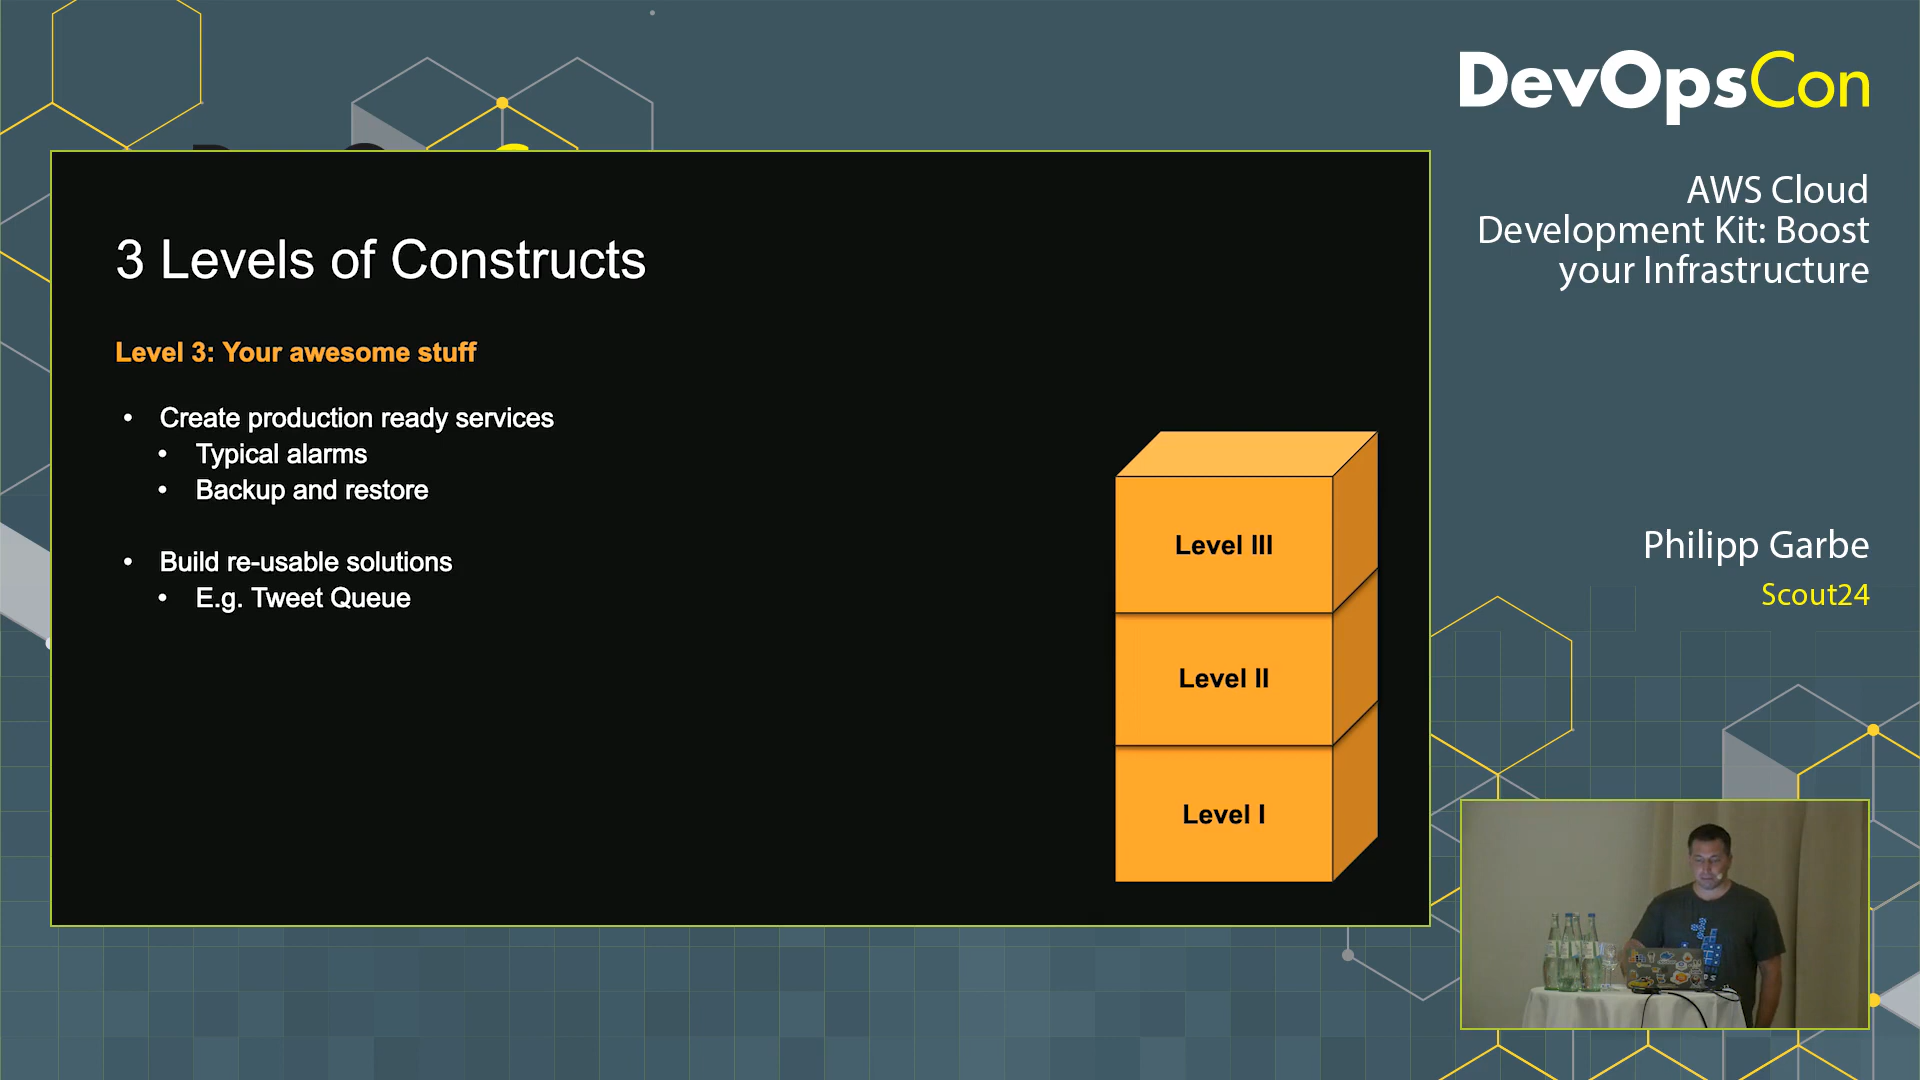 DevOpsCon
AWS Cloud
Development Kit: Boost
your Infrastructure
3 Levels of Constructs
Level 3: Your awesome stuff
• Create production ready services
• Typical alarms
• Backup and restore
• Build re-usable solutions
• E.g. Tweet Queue
Level III
Level II
Level I
Philipp Garbe
Scout24